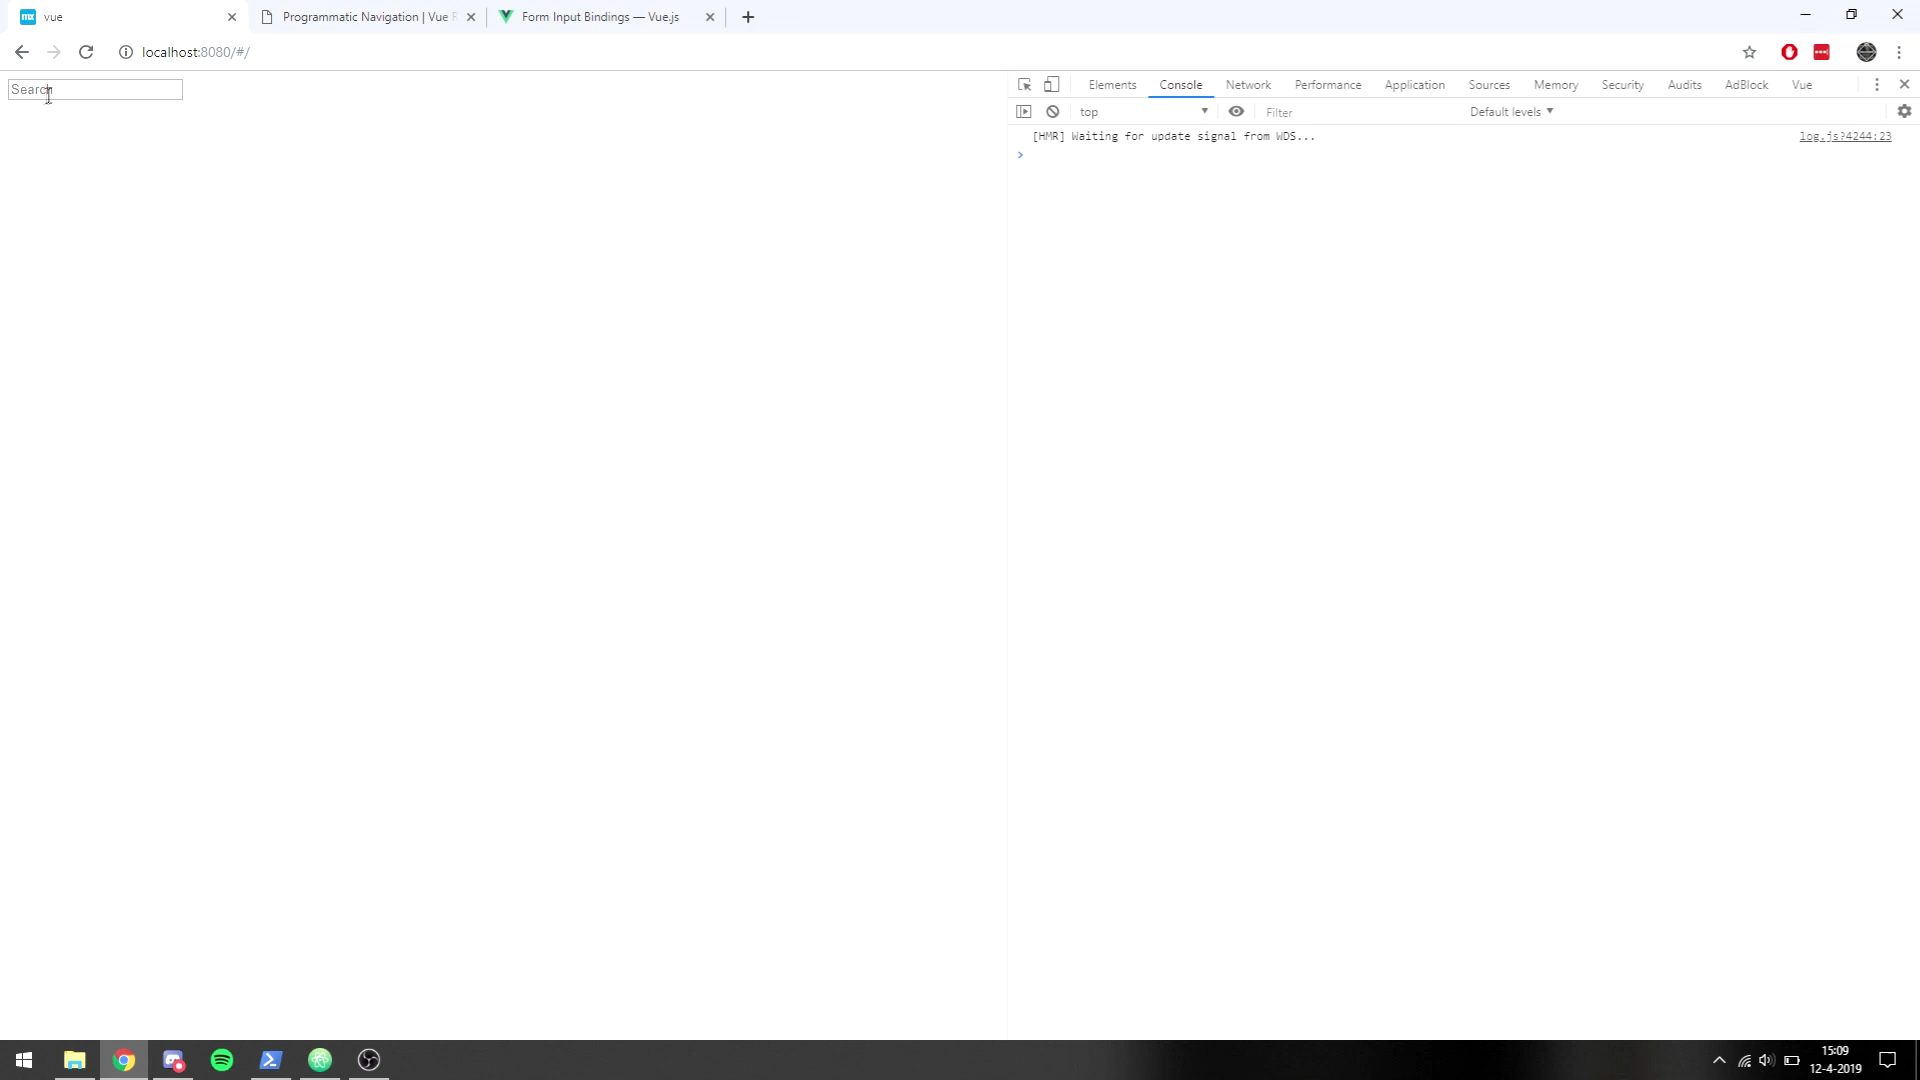 mx vue
Programmatic Navigation | Vue
Form Input Bindings — Vue.js
localhost:8080/#/
Search
Elements Console Network Performance Application Sources Memory Security Audits AdBlock Vue
top Filter Default levels
[HMR] Waiting for update signal from WDS... log.js?4244:23
15:09
12-4-2019